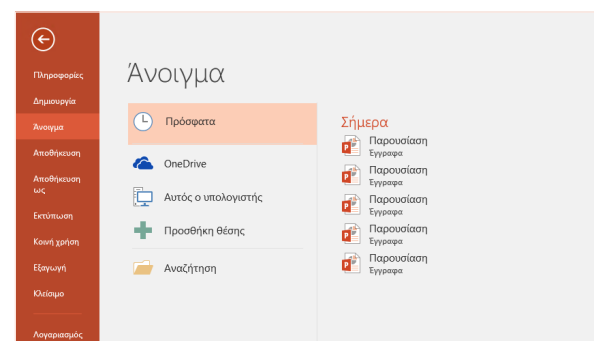 Πληροφορίες
Δημιουργία
Άνοιγμα
Αποθήκευση
Αποθήκευση
ως
Εκτύπωση
Κοινή χρήση
Εξαγωγή
Κλείσιμο
Λογαριασμός
Άνοιγμα
Πρόσφατα
OneDrive
Αυτός ο υπολογιστής
Προσθήκη θέσης
Αναζήτηση
Σήμερα
Παρουσίαση
Έγγραφα
Παρουσίαση
Έγγραφα
Παρουσίαση
Έγγραφα
Παρουσίαση
Έγγραφα
Παρουσίαση
Έγγραφα